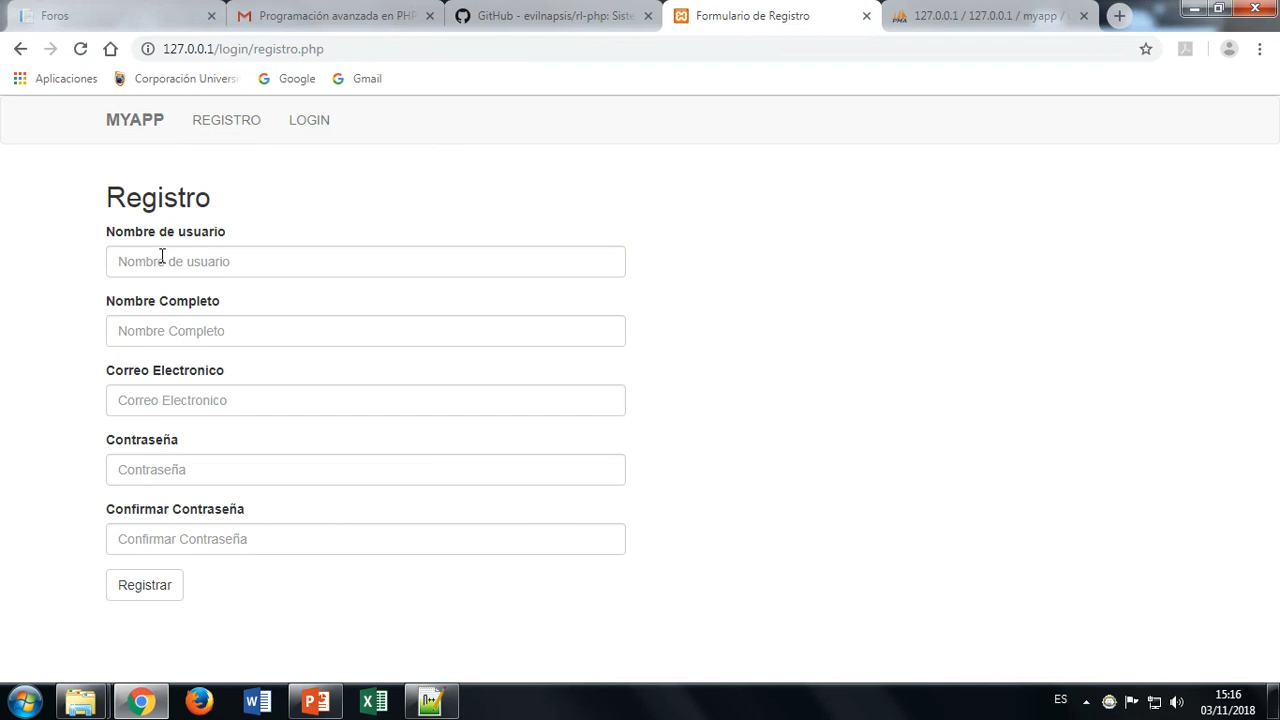 Foros
Programación avanzada en PHP
GitHub - evilnapsis/rl-php: Siste
Formulario de Registro
127.0.0.1 / 127.0.0.1 / myapp / u
127.0.0.1/login/registro.php
Aplicaciones
Corporación Univers
Google
Gmail
MYAPP
REGISTRO
LOGIN
Registro
Nombre de usuario
Nombre de usuario
Nombre Completo
Nombre Completo
Correo Electronico
Correo Electronico
Contraseña
Contraseña
Confirmar Contraseña
Confirmar Contraseña
Registrar
ES
15:16
03/11/2018